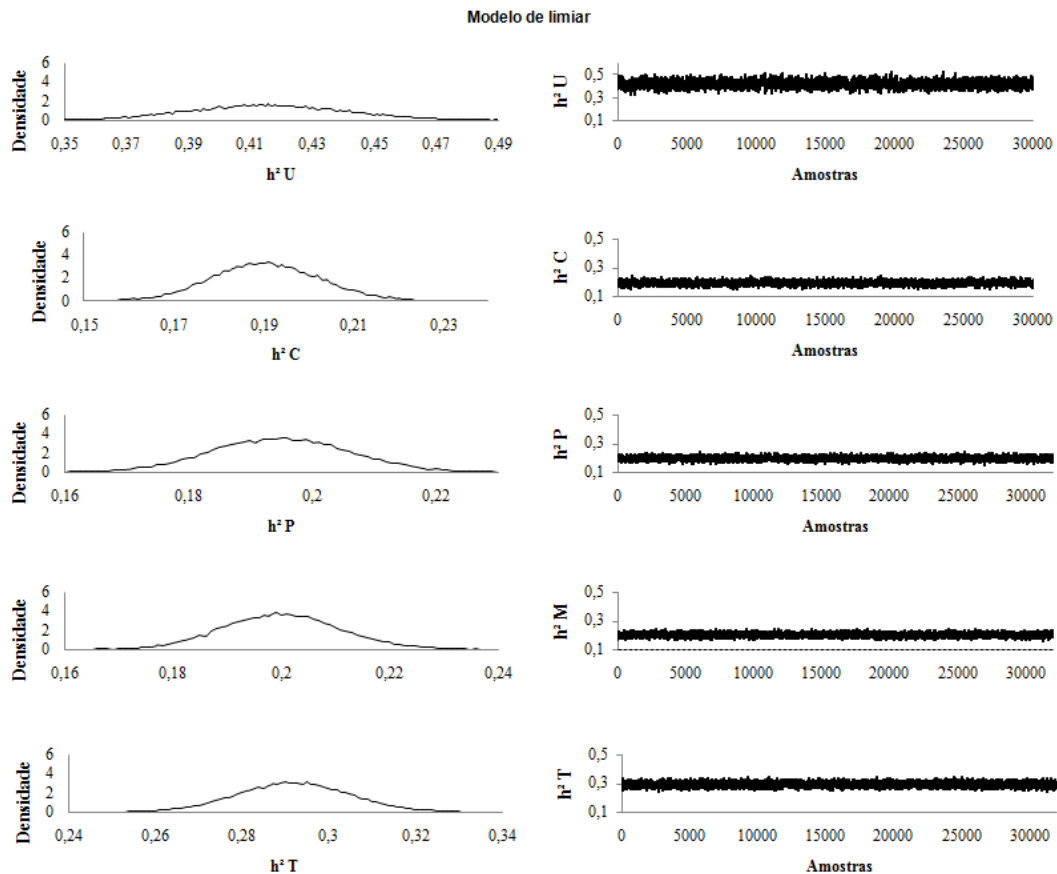 Modelo de limiar
Densidade
6
4
2
0
0,35 0,37 0,39 0,41 0,43 0,45 0,47 0,49
h² U
h² U
0,5
0,3
0,1
0 5000 10000 15000 20000 25000 30000
Amostras
Densidade
6
4
2
0
0,15 0,17 0,19 0,21 0,23
h² C
h² C
0,5
0,3
0,1
0 5000 10000 15000 20000 25000 30000
Amostras
Densidade
6
4
2
0
0,16 0,18 0,2 0,22
h² P
h² P
0,5
0,3
0,1
0 5000 10000 15000 20000 25000 30000
Amostras
Densidade
6
4
2
0
0,16 0,18 0,2 0,22 0,24
h² M
h² M
0,5
0,3
0,1
0 5000 10000 15000 20000 25000 30000
Amostras
Densidade
6
4
2
0
0,24 0,26 0,28 0,3 0,32 0,34
h² T
h² T
0,5
0,3
0,1
0 5000 10000 15000 20000 25000 30000
Amostras